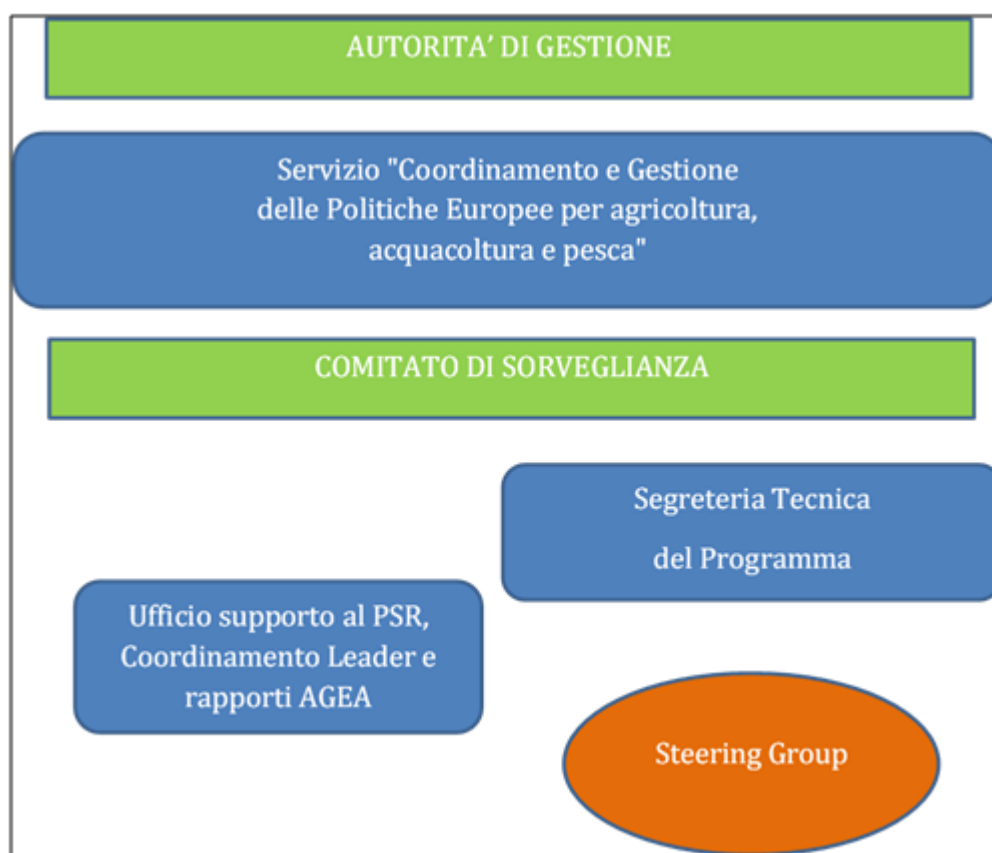 AUTORITA’ DI GESTIONE
Servizio "Coordinamento e Gestione
delle Politiche Europee per agricoltura,
acquacoltura e pesca"
COMITATO DI SORVEGLIANZA
Segreteria Tecnica
del Programma
Ufficio supporto al PSR,
Coordinamento Leader e
rapporti AGEA
Steering Group